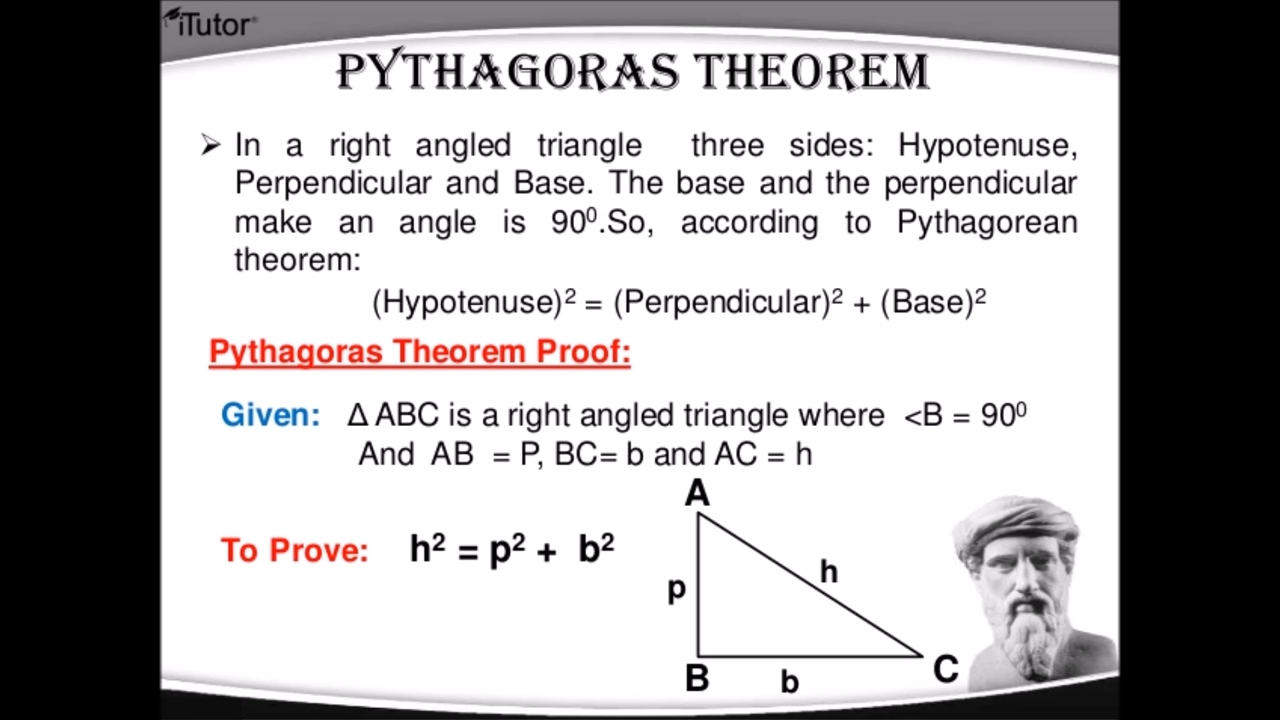 iTutor®
PYTHAGORAS THEOREM
➢ In a right angled triangle three sides: Hypotenuse,
Perpendicular and Base. The base and the perpendicular
make an angle is 90⁰.So, according to Pythagorean
theorem:
(Hypotenuse)² = (Perpendicular)² + (Base)²
Pythagoras Theorem Proof:
Given: Δ ABC is a right angled triangle where <B = 90⁰
And AB = P, BC= b and AC = h
A
To Prove: h² = p² + b²
h
p
B
b
C